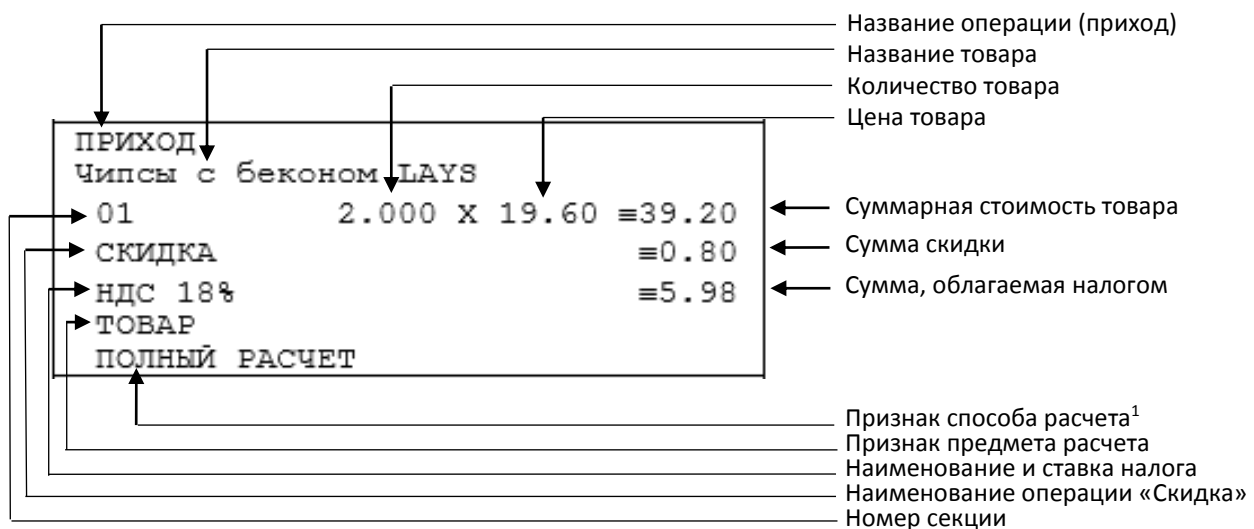 Название операции (приход)
Название товара
Количество товара
Цена товара
ПРИХОД
Чипсы с беконом LAYS
01 2.000 X 19.60 ≡39.20
Суммарная стоимость товара
СКИДКА ≡0.80
Сумма скидки
НДС 18% ≡5.98
Сумма, облагаемая налогом
ТОВАР
ПОЛНЫЙ РАСЧЕТ
Признак способа расчета¹
Признак предмета расчета
Наименование и ставка налога
Наименование операции «Скидка»
Номер секции